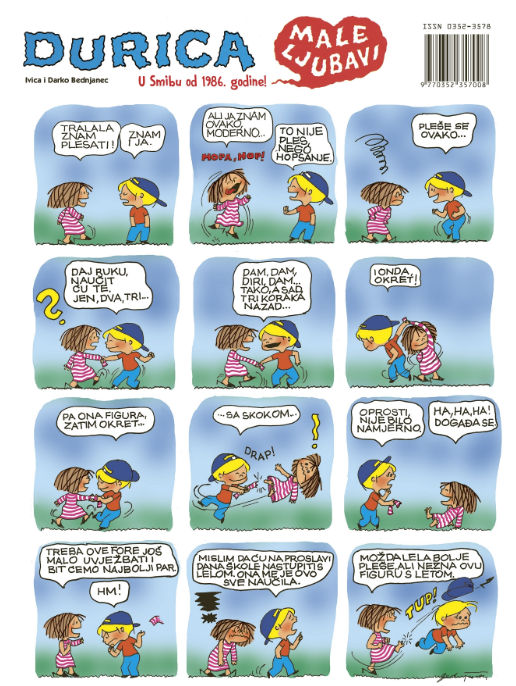 DURICA
MALE
LJUBAVI
ISSN 0352-3578
Ivica i Darko Bednjanec
U Smibu od 1986. godine!
9 770352 357008
TRALALA
ZNAM
PLESATI!
ZNAM
I JA.
ALI JA ZNAM
OVAKO,
MODERNO...
HOPA, HOP!
TO NIJE
PLES,
NEGO
HOPSANJE.
PLEŠE SE
OVAKO...
?
DAJ RUKU,
NAUČIT
ĆU TE,
JEN, DVA, TRI...
DAM, DAM,
DIRI, DAM...
TAKO, A SAD
TRI KORAKA
NAZAD...
I ONDA,
OKRET!
PA ONA FIGURA,
ZATIM OKRET...
...SA SKOKOM...
DRAP!
!
OPROSTI,
NIJE BILO
NAMJERNO.
HA, HA, HA!
DOGAĐA SE.
TREBA OVE FORE JOŠ
MALO UVJEŽBATI I
BIT ĆEMO NAJBOLJI PAR.
HM!
MISLIM DA ĆU NA PROSLAVI
DANA ŠKOLE NASTUPITI S
LELOM. ONA ME JE OVO
SVE NAUČILA.
MOŽDA LELA BOLJE
PLEŠE, ALI NE ZNA OVU
FIGURU S LETOM.
TUP!